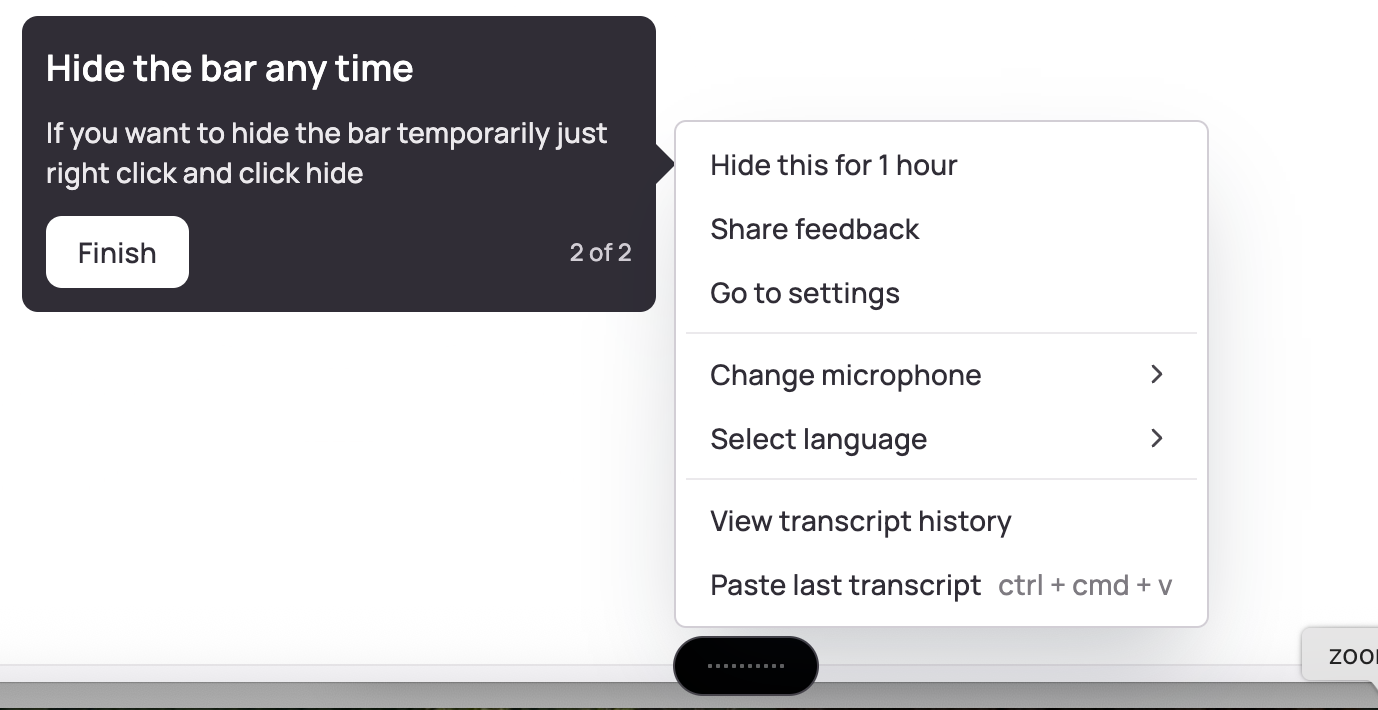 Hide the bar any time
If you want to hide the bar temporarily just
right click and click hide
Finish
2 of 2
Hide this for 1 hour
Share feedback
Go to settings
Change microphone
Select language
View transcript history
Paste last transcript ctrl + cmd + v